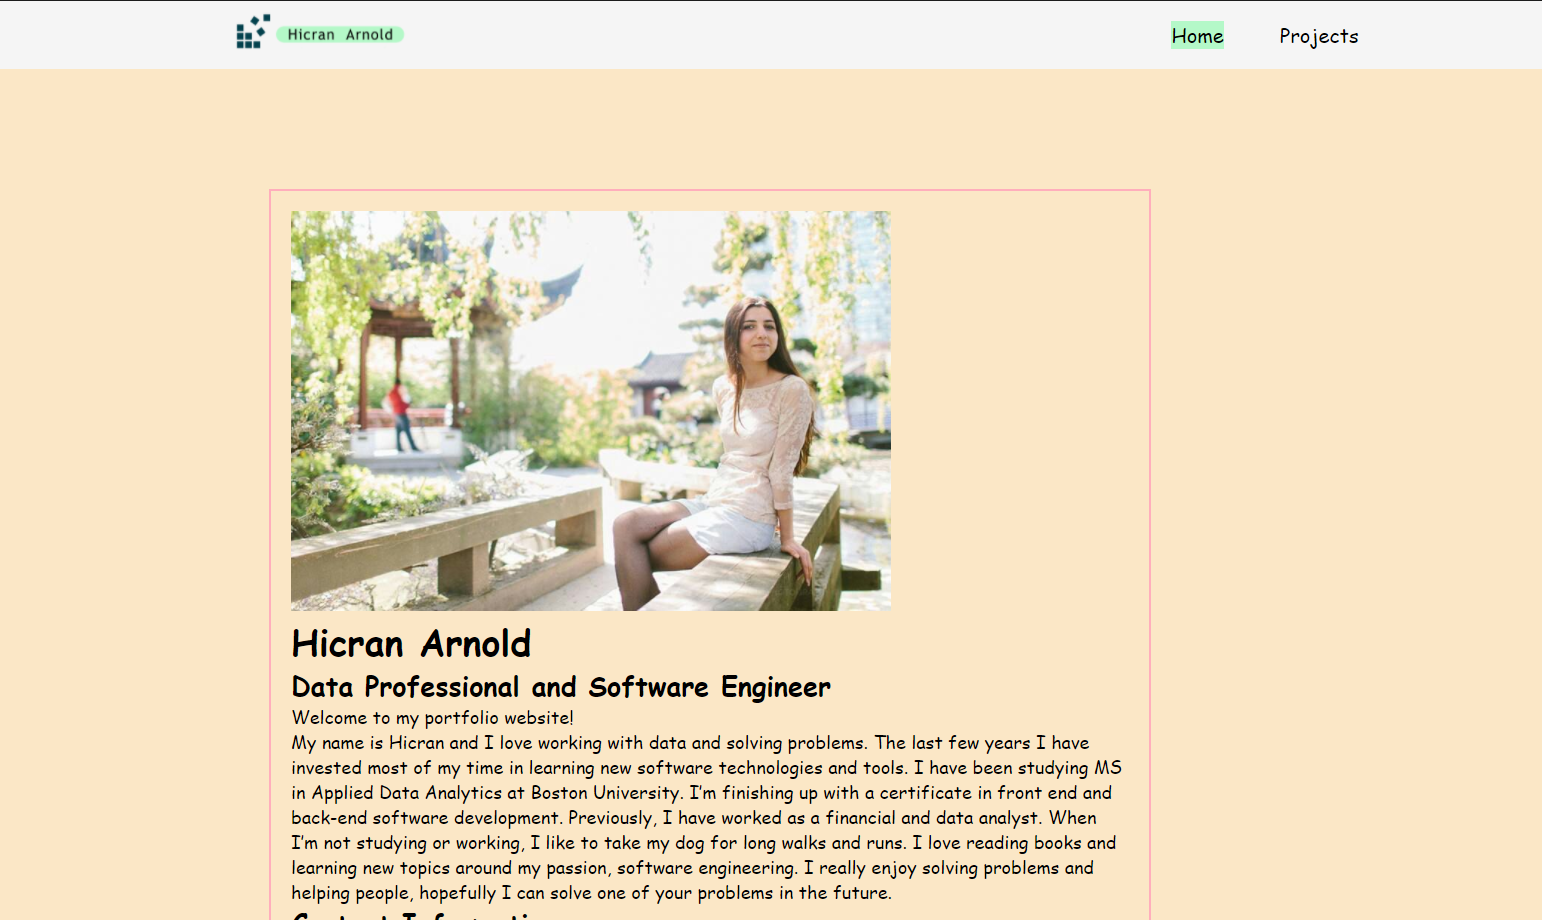 Hicran Arnold
Home
Projects
Hicran Arnold
Data Professional and Software Engineer
Welcome to my portfolio website!
My name is Hicran and I love working with data and solving problems. The last few years I have
invested most of my time in learning new software technologies and tools. I have been studying MS
in Applied Data Analytics at Boston University. I'm finishing up with a certificate in front end and
back-end software development. Previously, I have worked as a financial and data analyst. When
I'm not studying or working, I like to take my dog for long walks and runs. I love reading books and
learning new topics around my passion, software engineering. I really enjoy solving problems and
helping people, hopefully I can solve one of your problems in the future.